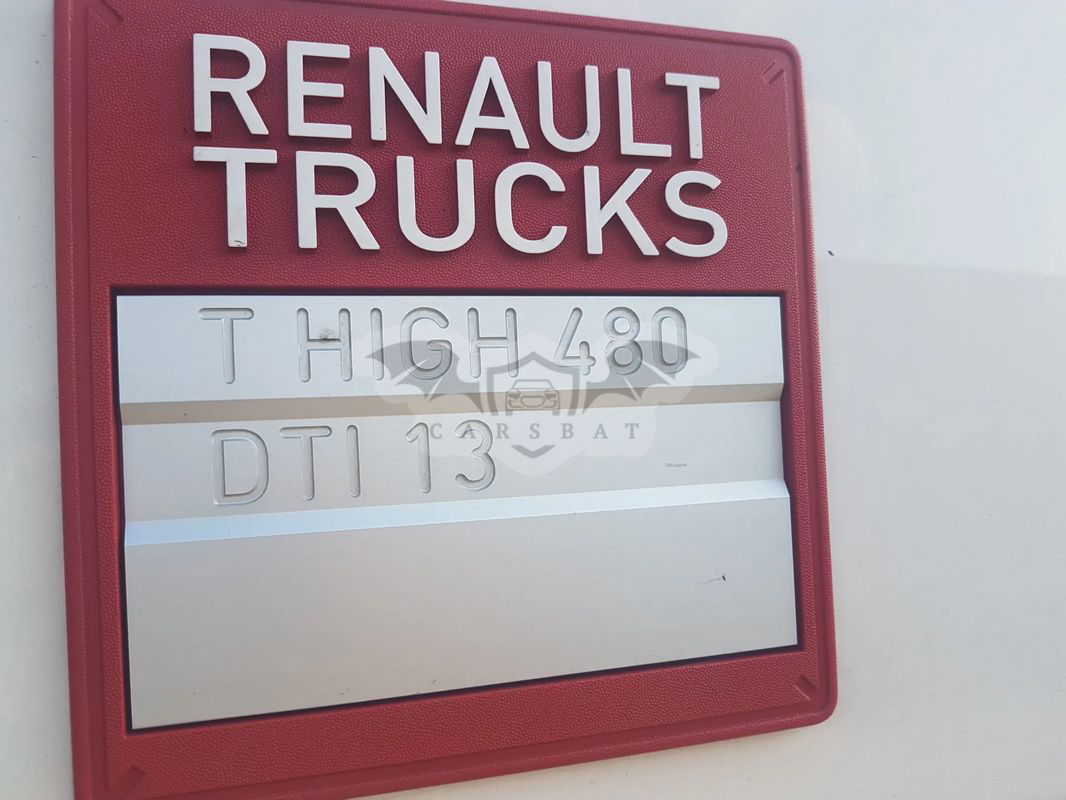 RENAULT
TRUCKS
T HIGH 480
CARSBAT
DTI 13